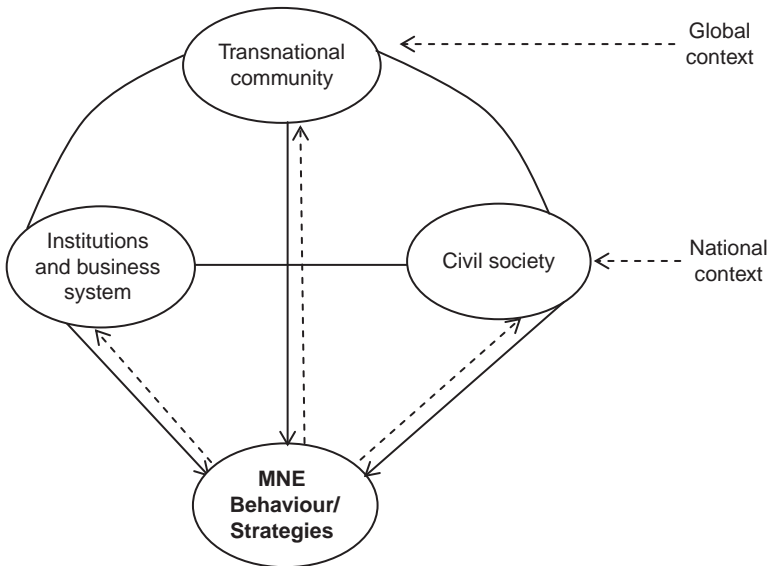 Transnational
community
Global
context
Institutions
and business
system
Civil society
National
context
MNE
Behaviour/
Strategies